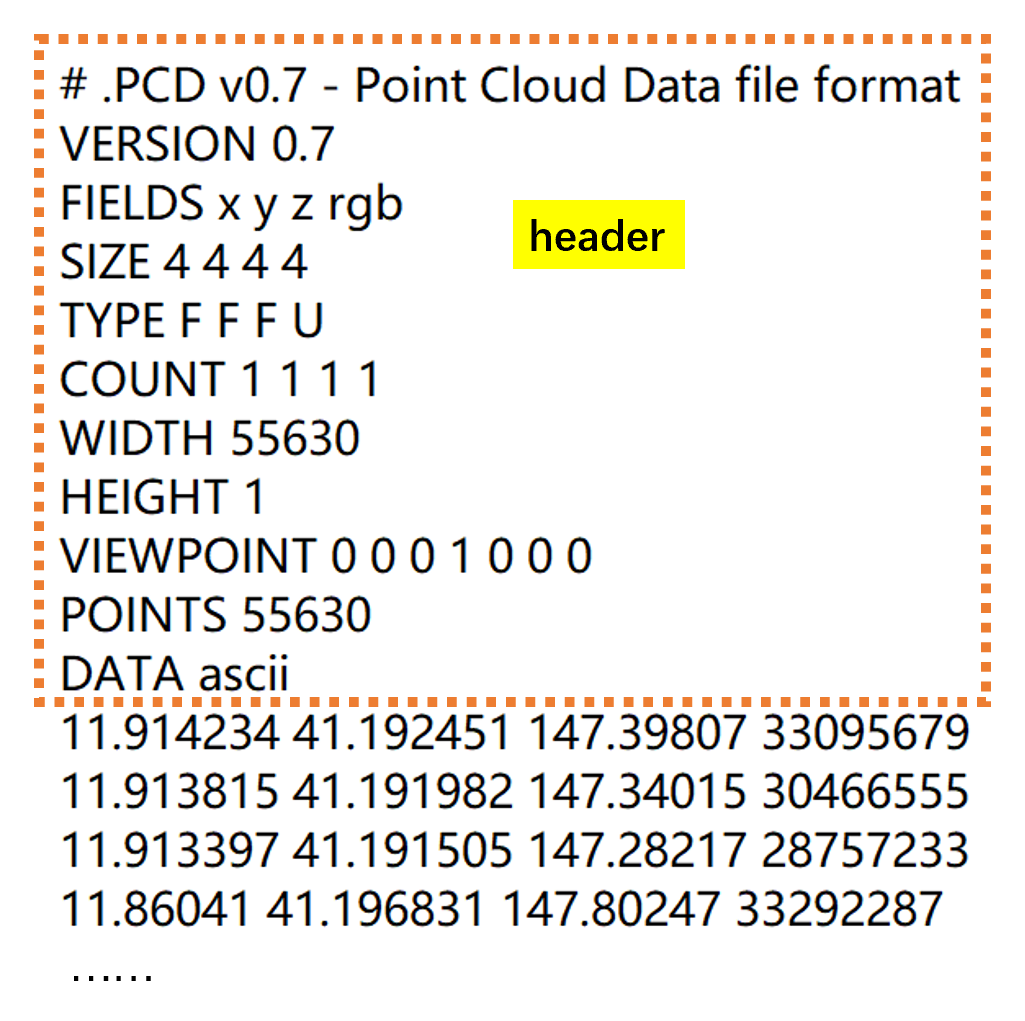 # .PCD v0.7 - Point Cloud Data file format
VERSION 0.7
FIELDS x y z rgb
header
SIZE 4 4 4 4
TYPE F F F U
COUNT 1 1 1 1
WIDTH 55630
HEIGHT 1
VIEWPOINT 0 0 0 1 0 0 0
POINTS 55630
DATA ascii
11.914234 41.192451 147.39807 33095679
11.913815 41.191982 147.34015 30466555
11.913397 41.191505 147.28217 28757233
11.86041 41.196831 147.80247 33292287
……